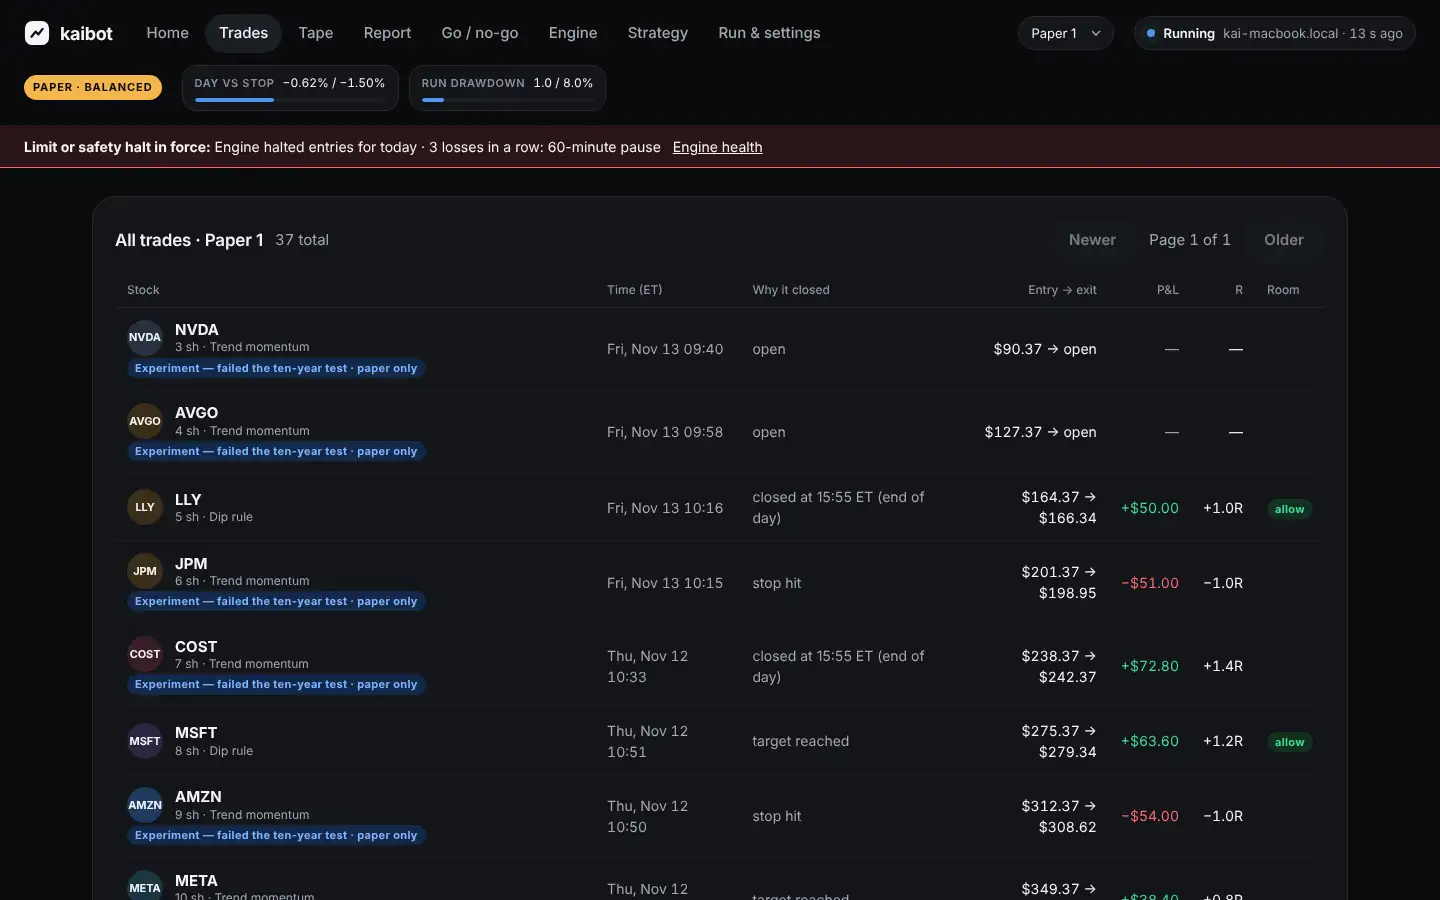 kaibot Home Trades Tape Report Go / no-go Engine Strategy Run & settings Paper 1 Running kai-macbook.local · 13 s ago
PAPER · BALANCED DAY VS STOP −0.62% / −1.50% RUN DRAWDOWN 1.0 / 8.0%
Limit or safety halt in force: Engine halted entries for today · 3 losses in a row: 60-minute pause Engine health
All trades · Paper 1 37 total Newer Page 1 of 1 Older
Stock Time (ET) Why it closed Entry → exit P&L R Room
NVDA NVDA
3 sh · Trend momentum
Experiment — failed the ten-year test · paper only
Fri, Nov 13 09:40 open $90.37 → open — —
AVGO AVGO
4 sh · Trend momentum
Experiment — failed the ten-year test · paper only
Fri, Nov 13 09:58 open $127.37 → open — —
LLY LLY
5 sh · Dip rule
Fri, Nov 13 10:16 closed at 15:55 ET (end of
day)
$164.37 →
$166.34
+$50.00 +1.0R allow
JPM JPM
6 sh · Trend momentum
Experiment — failed the ten-year test · paper only
Fri, Nov 13 10:15 stop hit
$201.37 →
$198.95
−$51.00 −1.0R
COST COST
7 sh · Trend momentum
Experiment — failed the ten-year test · paper only
Thu, Nov 12
10:33
closed at 15:55 ET (end of
day)
$238.37 →
$242.37
+$72.80 +1.4R
MSFT MSFT
8 sh · Dip rule
Thu, Nov 12
10:51
target reached
$275.37 →
$279.34
+$63.60 +1.2R allow
AMZN AMZN
9 sh · Trend momentum
Experiment — failed the ten-year test · paper only
Thu, Nov 12
10:50
stop hit
$312.37 →
$308.62
−$54.00 −1.0R
META META
10 sh · Trend momentum
Thu, Nov 12
target reached
$349.37 →
+$38.40 +0.8R